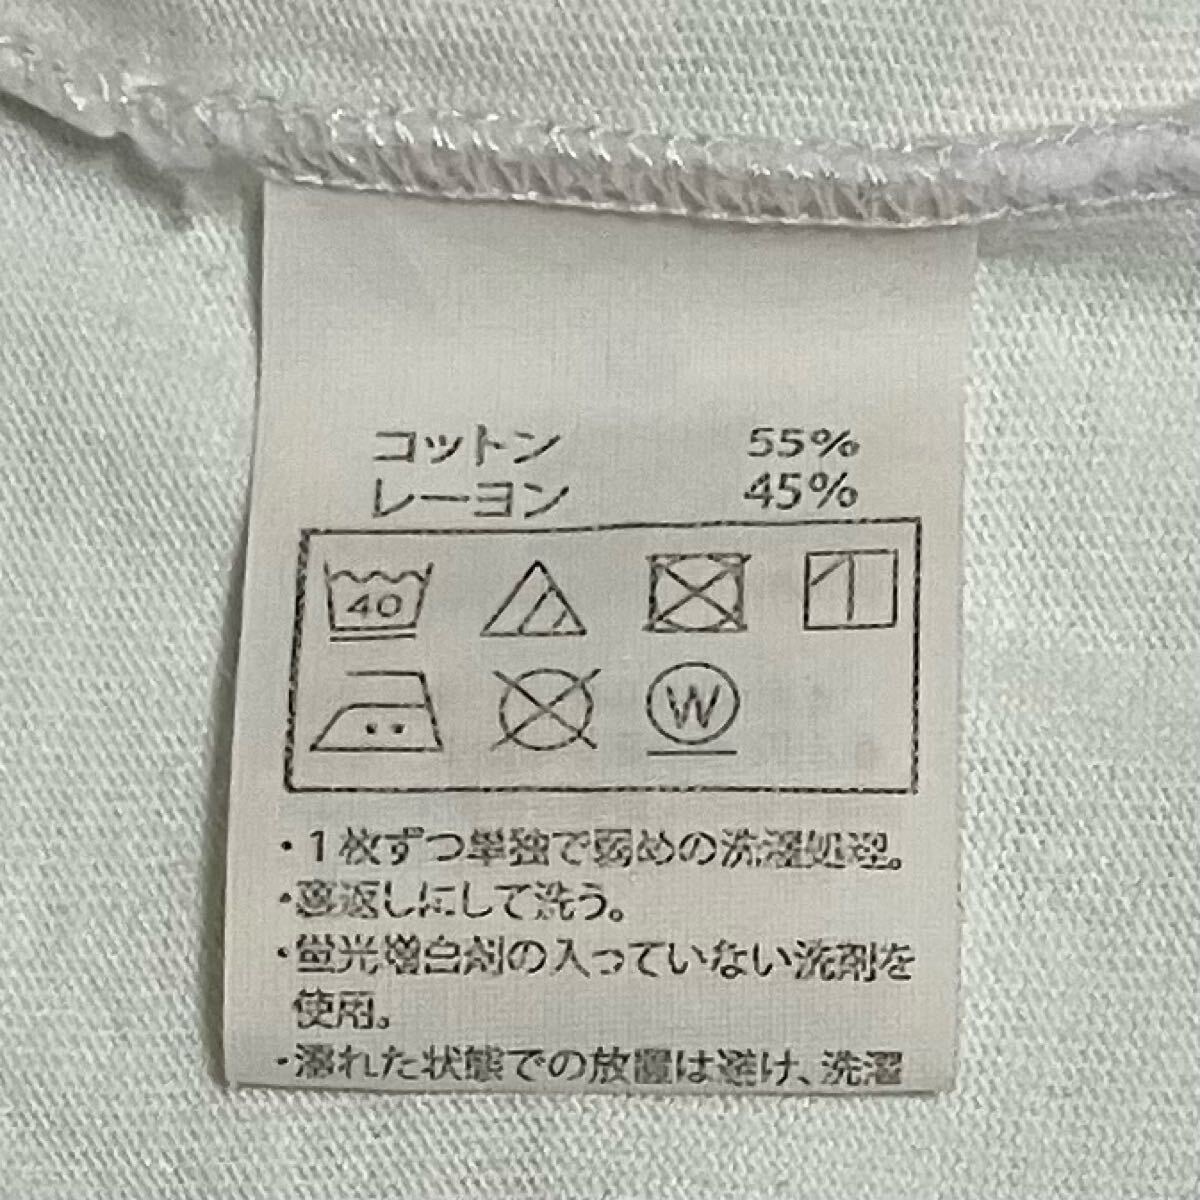 コットン 55%
レーヨン 45%
40
W
・1枚ずつ単独で弱めの洗濯処理。
・裏返しにして洗う。
・蛍光増白剤の入っていない洗剤を
使用。
・濡れた状態での放置は避け、洗濯